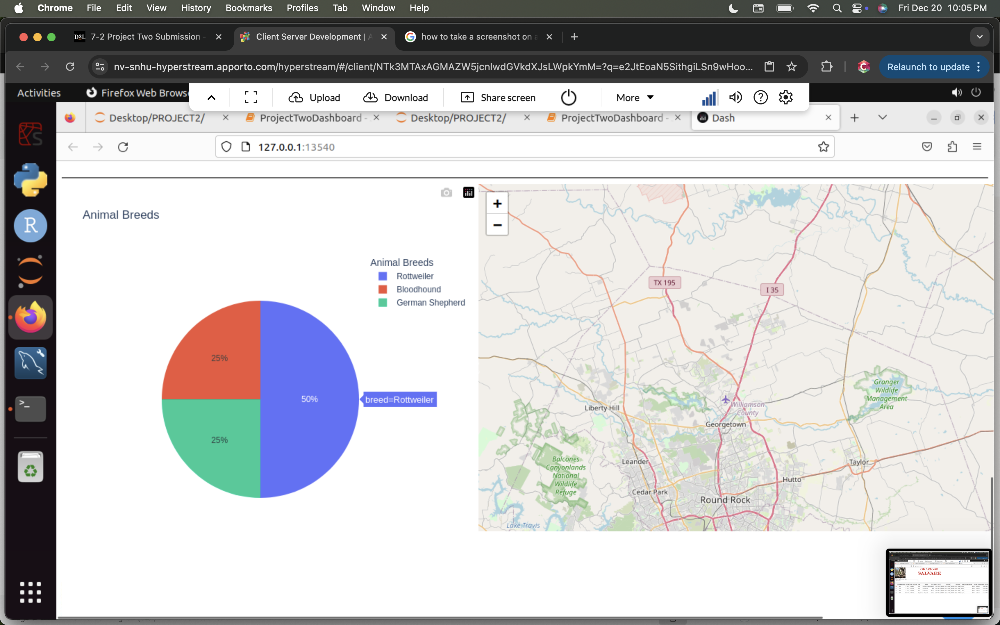 Chrome File Edit View History Bookmarks Profiles Tab Window Help Fri Dec 20 10:05 PM
D2L 7-2 Project Two Submission - Client Server Development | A how to take a screenshot on a
nv-snhu-hyperstream.apporto.com/hyperstream/#/client/NTk3MTAxAGMAZW5jcnlwdGVkdXJsLWpkYmM=?q=e2JtEoaN5SithgiLSn9wHoo... Relaunch to update
Activities Firefox Web Browse Upload Download Share screen More
Desktop/PROJECT2/ ProjectTwoDashboard - Desktop/PROJECT2/ ProjectTwoDashboard - Dash
127.0.0.1:13540
Animal Breeds
Animal Breeds
Rottweiler
Bloodhound
German Shepherd
25%
50%
25%
breed=Rottweiler
+
−
TX 195
I 35
Granger
Wildlife
Management
Area
Williamson
County
Liberty Hill
Georgetown
Balcones
Canyonlands
National
Wildlife
Refuge
Leander
Taylor
Hutto
Cedar Park
Round Rock
Lake Travis
GRAZIOSO
SALVARE